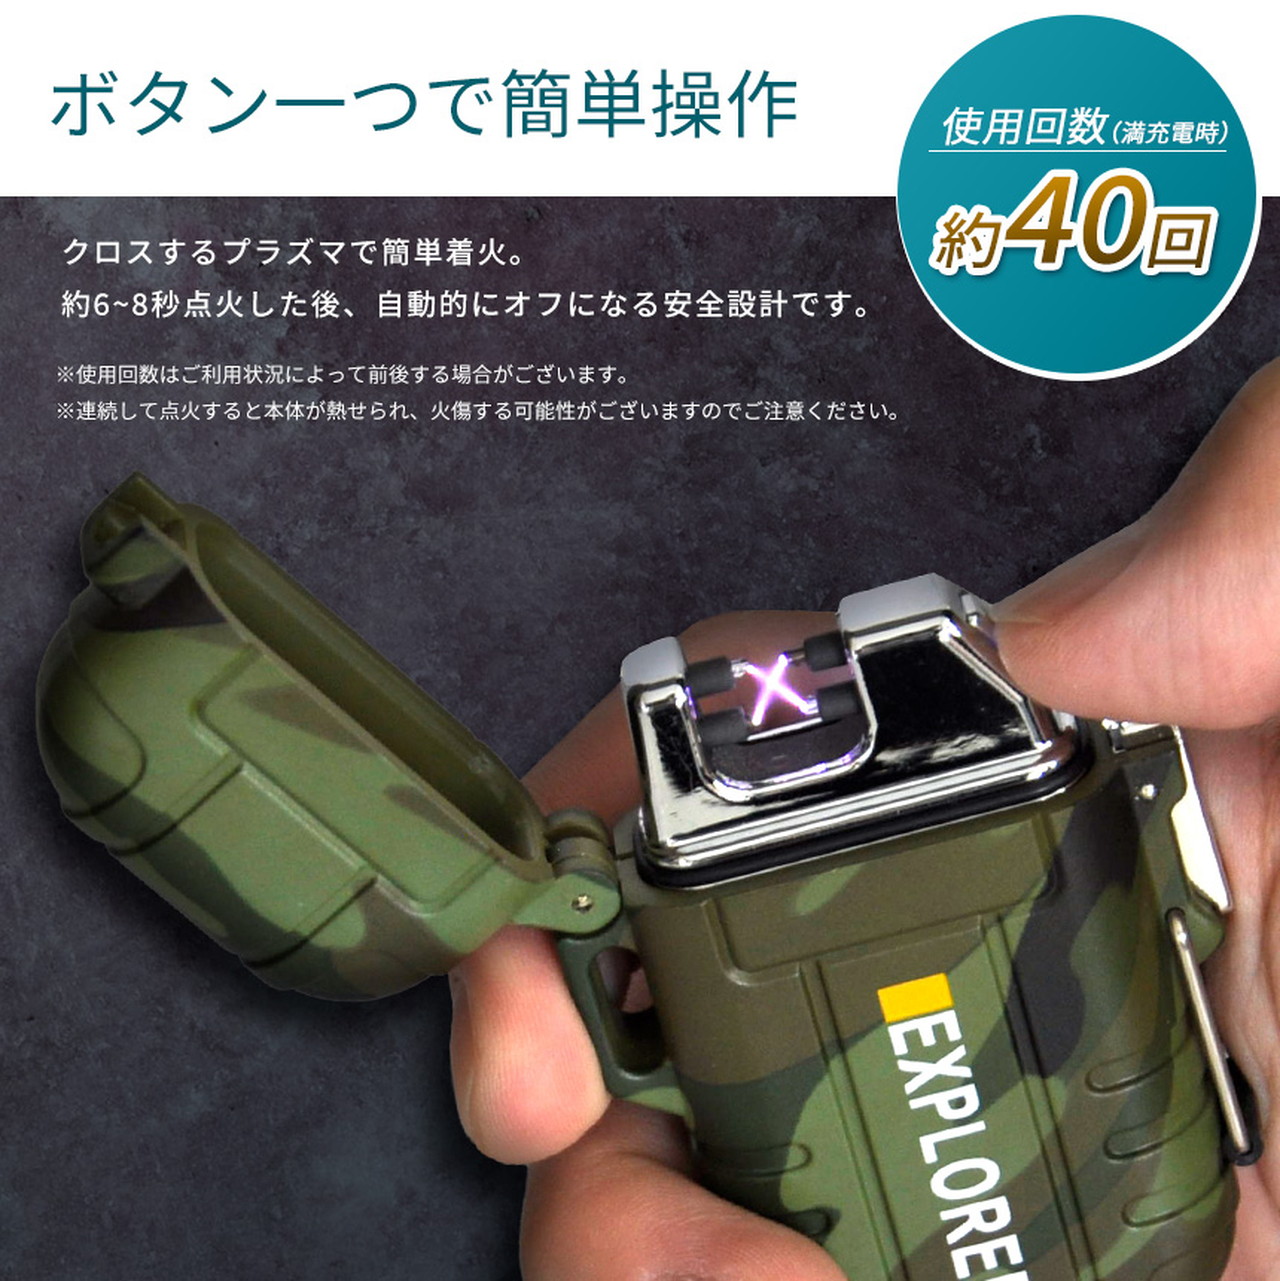 ボタン一つで簡単操作
使用回数(満充電時)
約40回
クロスするプラズマで簡単着火。
約6~8秒点火した後、自動的にオフになる安全設計です。
※使用回数はご利用状況によって前後する場合がございます。
※連続して点火すると本体が熱せられ、火傷する可能性がございますのでご注意ください。
EXPLORER